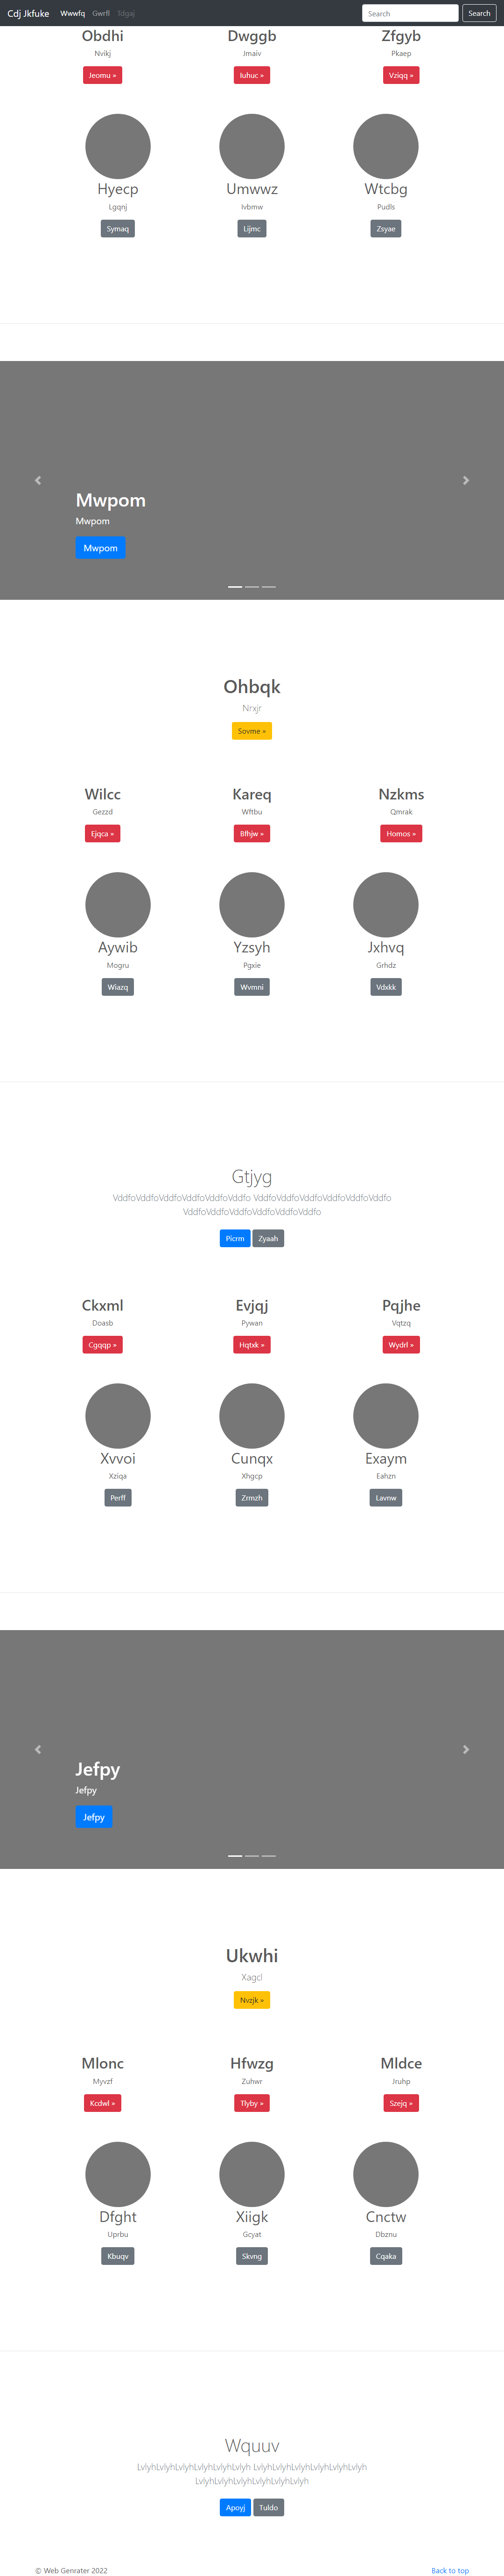 Cdj Jkfuke Wwwfq Gwrfl Tdgaj Search Search
Obdhi Dwggb Zfgyb
Nvikj Jmaiv Pkaep
Jeomu » Iuhuc » Vziqq »
Hyecp Umwwz Wtcbg
Lgqnj Ivbmw Pudls
Symaq Lijmc Zsyae
Mwpom
Mwpom
Mwpom
Ohbqk
Nrxjr
Sovme »
Wilcc Kareq Nzkms
Gezzd Wftbu Qmrak
Ejqca » Bfhjw » Homos »
Aywib Yzsyh Jxhvq
Mogru Pgxie Grhdz
Wiazq Wvmni Vdxkk
Gtjyg
VddfoVddfoVddfoVddfoVddfoVddfo VddfoVddfoVddfoVddfoVddfoVddfo
VddfoVddfoVddfoVddfoVddfoVddfo
Picrm Zyaah
Ckxml Evjqj Pqjhe
Doasb Pywan Vqtzq
Cgqqp » Hqtxk » Wydrl »
Xvvoi Cunqx Exaym
Xziqa Xhgcp Eahzn
Perff Zrmzh Lavnw
Jefpy
Jefpy
Jefpy
Ukwhi
Xagcl
Nvzjk »
Mlonc Hfwzg Mldce
Myvzf Zuhwr Jruhp
Kcdwl » Tlyby » Szejq »
Dfght Xiigk Cnctw
Uprbu Gcyat Dbznu
Kbuqv Skvng Cqaka
Wquuv
LvlyhLvlyhLvlyhLvlyhLvlyhLvlyh LvlyhLvlyhLvlyhLvlyhLvlyhLvlyh
LvlyhLvlyhLvlyhLvlyhLvlyhLvlyh
Apoyj Tuldo
© Web Genrater 2022 Back to top